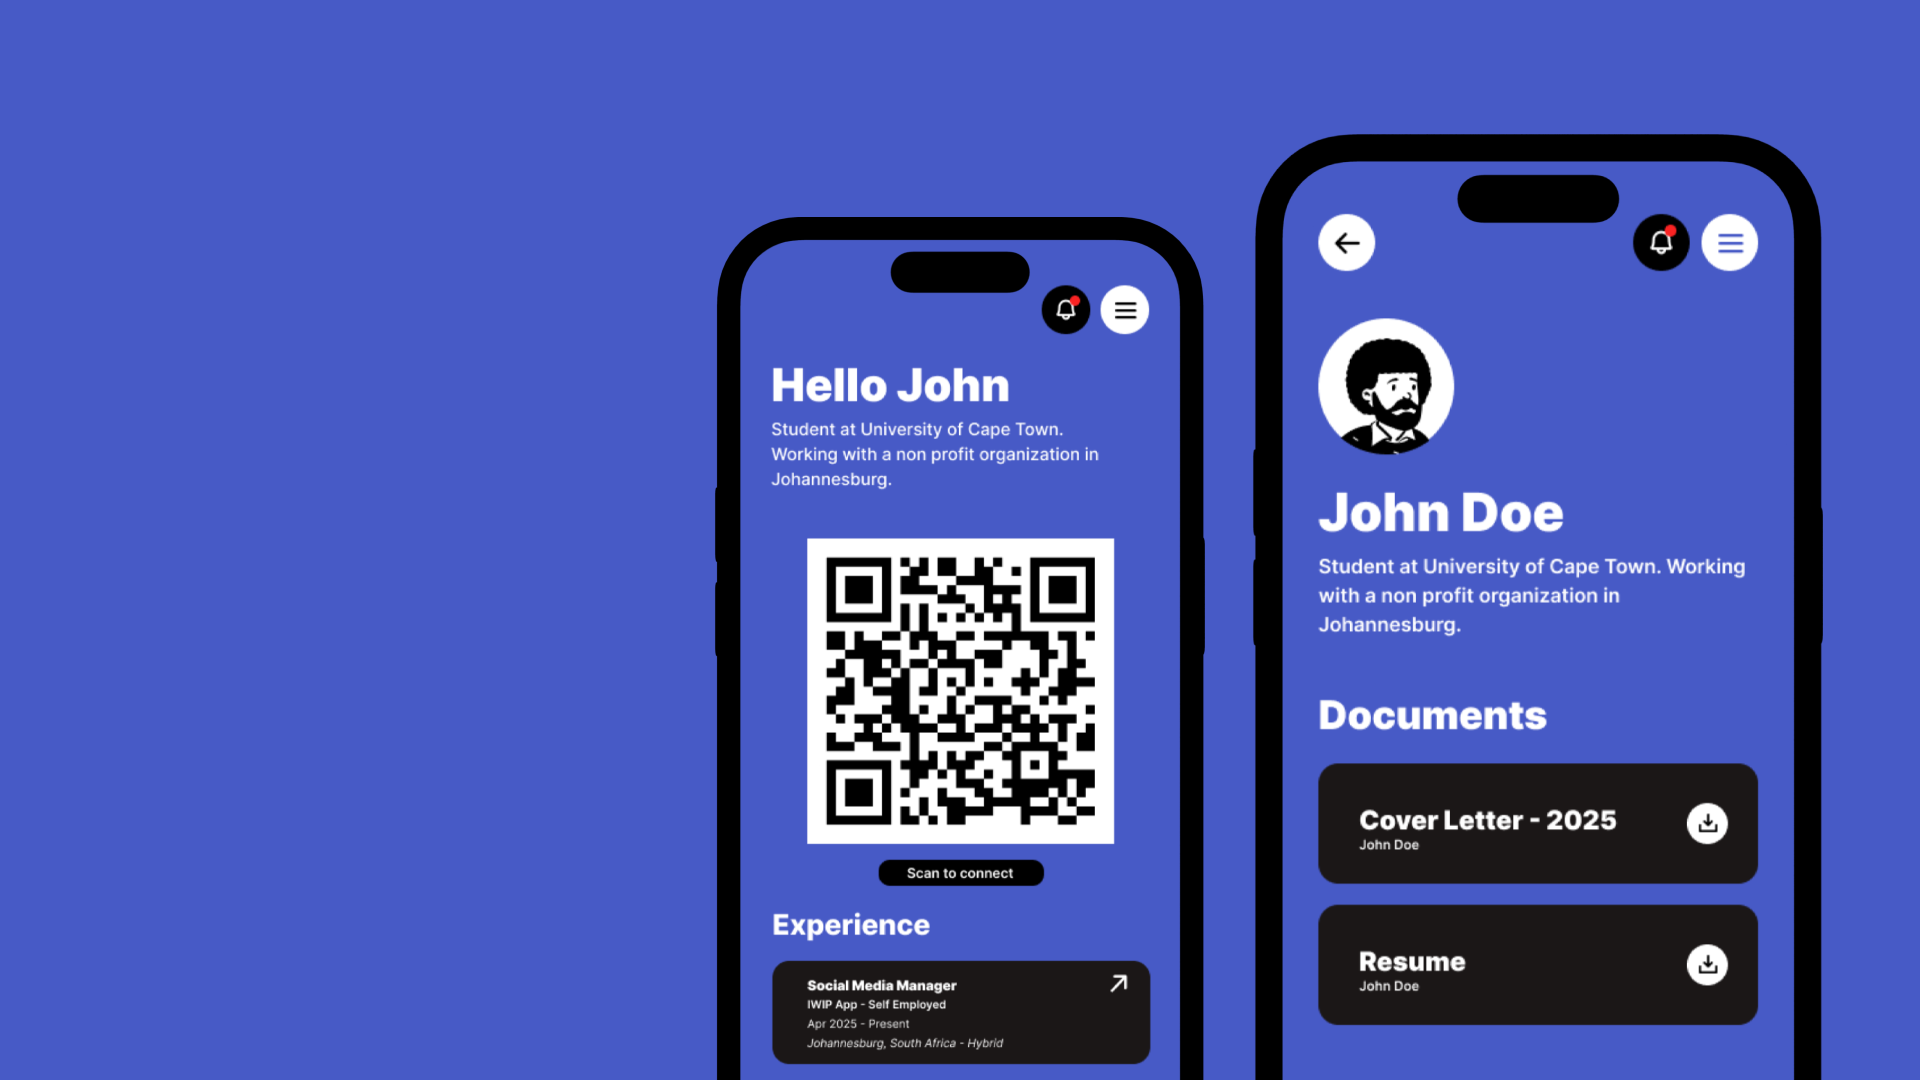 Hello John
Student at University of Cape Town.
Working with a non profit organization in
Johannesburg.
Scan to connect
Experience
Social Media Manager
IWIP App - Self Employed
Apr 2025 - Present
Johannesburg, South Africa - Hybrid
John Doe
Student at University of Cape Town. Working
with a non profit organization in
Johannesburg.
Documents
Cover Letter - 2025
John Doe
Resume
John Doe